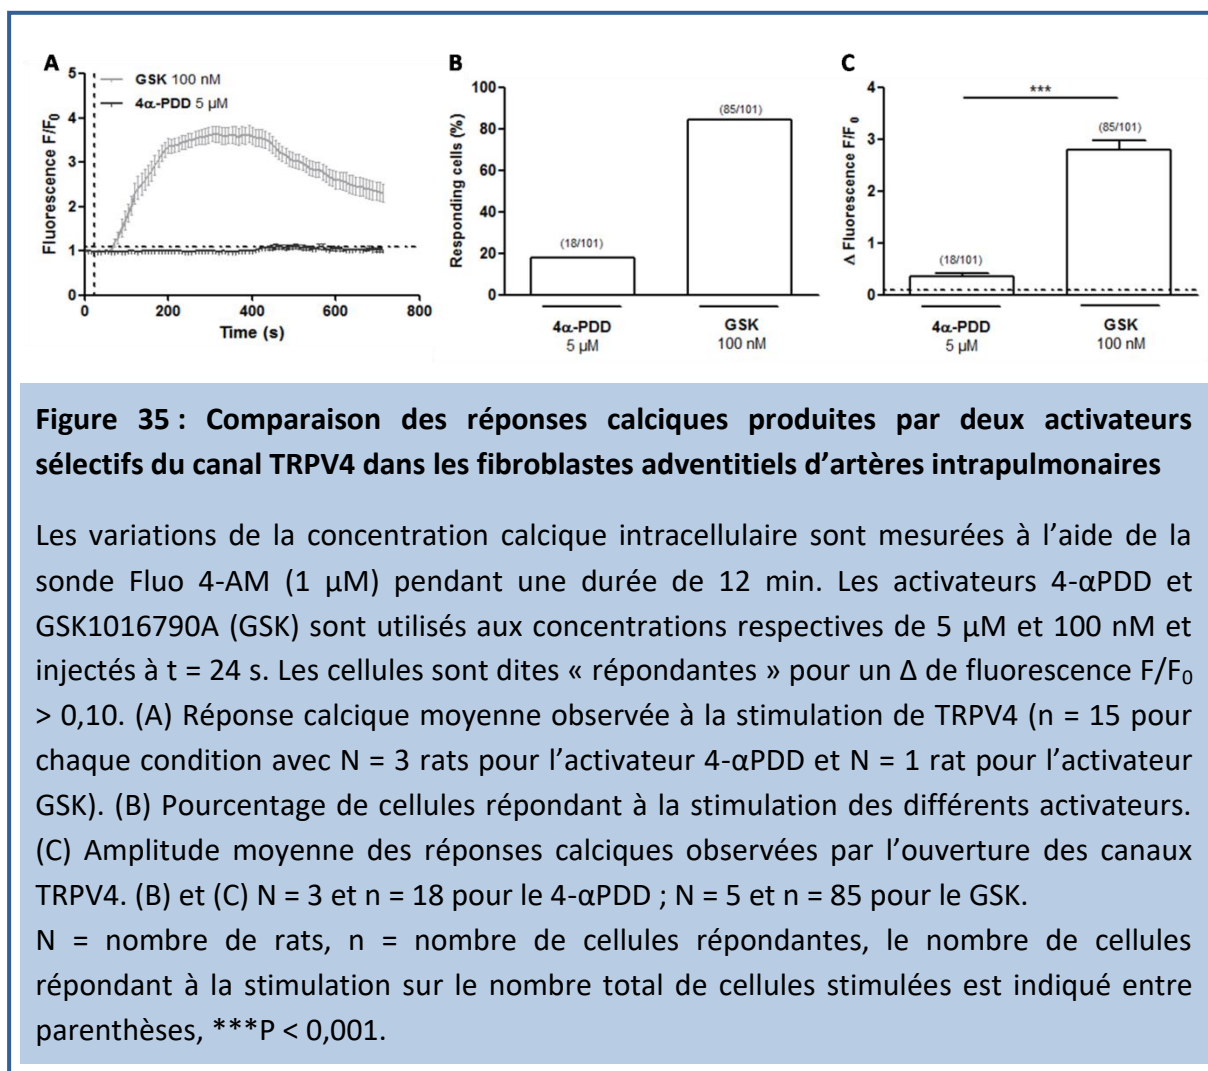 A
GSK 100 nM
4α-PDD 5 µM
Fluorescence F/F₀
5
4
3
2
1
0
0 200 400 600 800
Time (s)
B
Responding cells (%)
100
80
60
40
20
0
(18/101)
(85/101)
4α-PDD
5 µM
GSK
100 nM
C
Δ Fluorescence F/F₀
4
3
2
1
0
***
(18/101)
(85/101)
4α-PDD
5 µM
GSK
100 nM
Figure 35 : Comparaison des réponses calciques produites par deux activateurs
sélectifs du canal TRPV4 dans les fibroblastes adventitiels d’artères intrapulmonaires
Les variations de la concentration calcique intracellulaire sont mesurées à l’aide de la
sonde Fluo 4-AM (1 µM) pendant une durée de 12 min. Les activateurs 4-αPDD et
GSK1016790A (GSK) sont utilisés aux concentrations respectives de 5 µM et 100 nM et
injectés à t = 24 s. Les cellules sont dites « répondantes » pour un Δ de fluorescence F/F₀
> 0,10. (A) Réponse calcique moyenne observée à la stimulation de TRPV4 (n = 15 pour
chaque condition avec N = 3 rats pour l’activateur 4-αPDD et N = 1 rat pour l’activateur
GSK). (B) Pourcentage de cellules répondant à la stimulation des différents activateurs.
(C) Amplitude moyenne des réponses calciques observées par l’ouverture des canaux
TRPV4. (B) et (C) N = 3 et n = 18 pour le 4-αPDD ; N = 5 et n = 85 pour le GSK.
N = nombre de rats, n = nombre de cellules répondantes, le nombre de cellules
répondant à la stimulation sur le nombre total de cellules stimulées est indiqué entre
parenthèses, ***P < 0,001.